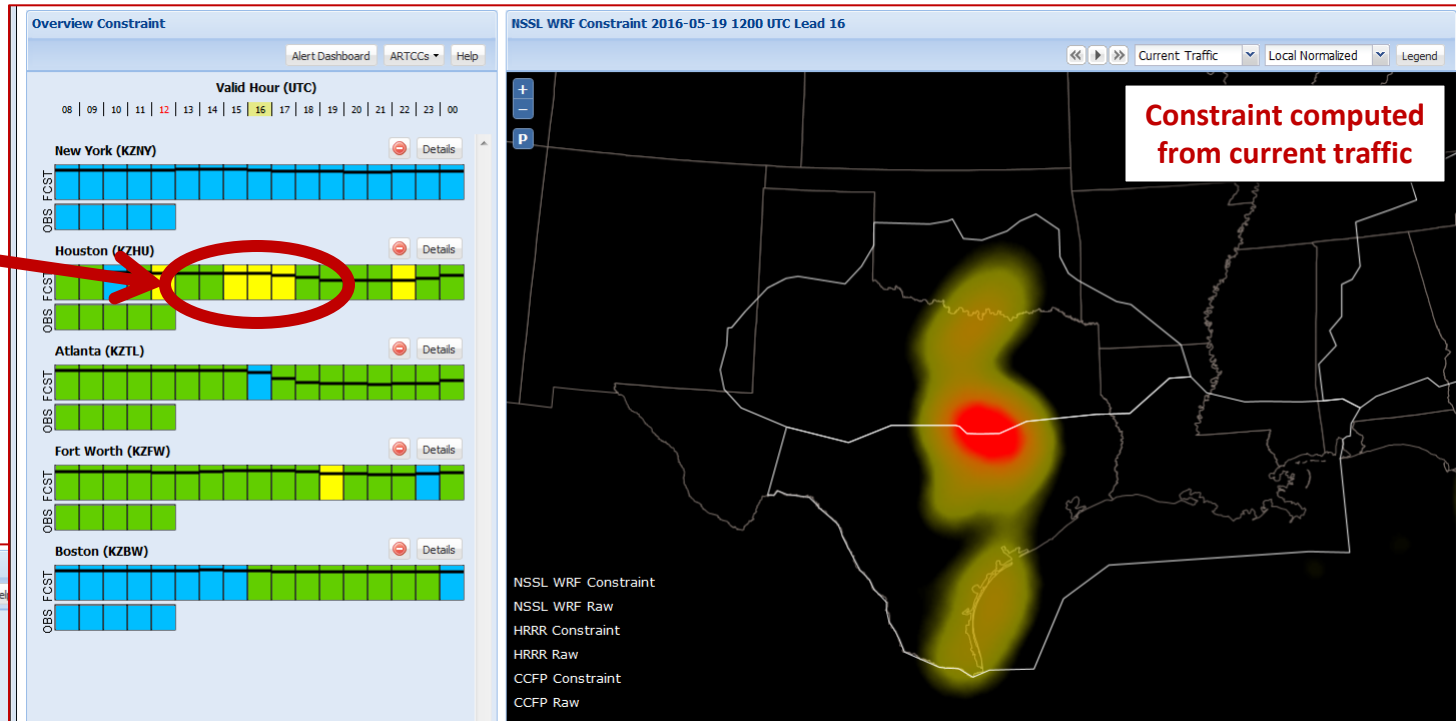 Overview Constraint
Alert Dashboard ARTCCs Help
Valid Hour (UTC)
08 09 10 11 12 13 14 15 16 17 18 19 20 21 22 23 00
New York (KZNY)
Details
FCST
OBS
Houston (KZHU)
Details
FCST
OBS
Atlanta (KZTL)
Details
FCST
OBS
Fort Worth (KZFW)
Details
FCST
OBS
Boston (KZBW)
Details
FCST
OBS
NSSL WRF Constraint 2016-05-19 1200 UTC Lead 16
Current Traffic Local Normalized Legend
+
−
P
Constraint computed
from current traffic
NSSL WRF Constraint
NSSL WRF Raw
HRRR Constraint
HRRR Raw
CCFP Constraint
CCFP Raw